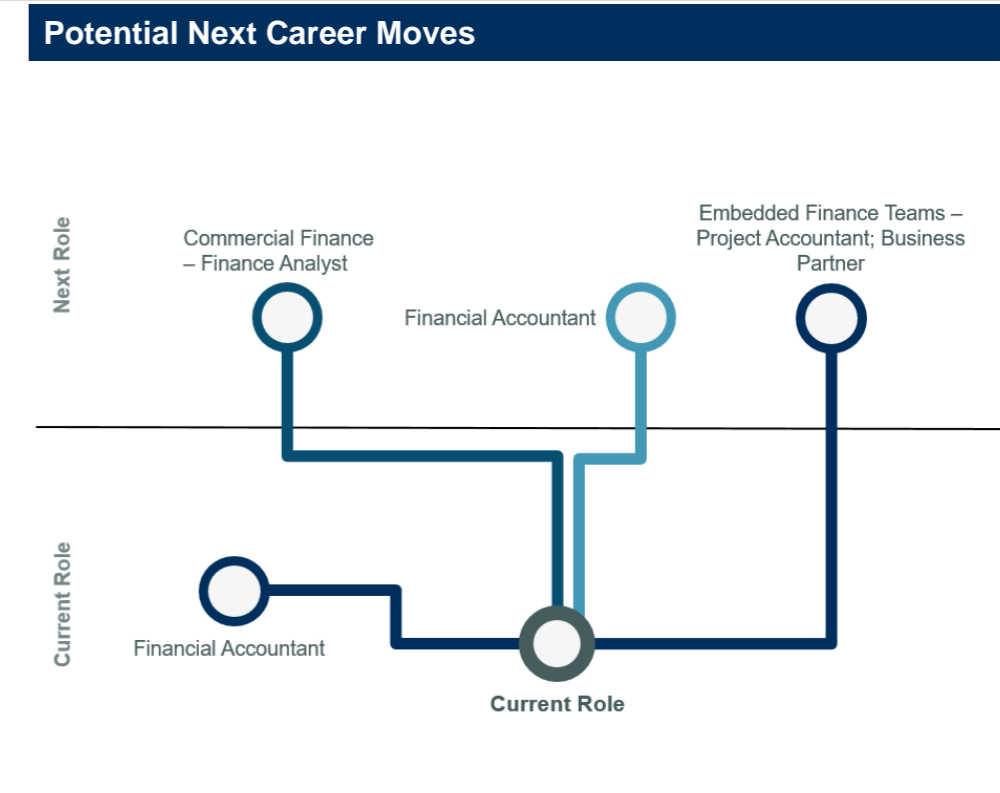 Potential Next Career Moves
Next Role
Commercial Finance
– Finance Analyst
Financial Accountant
Embedded Finance Teams –
Project Accountant; Business
Partner
Current Role
Financial Accountant
Current Role